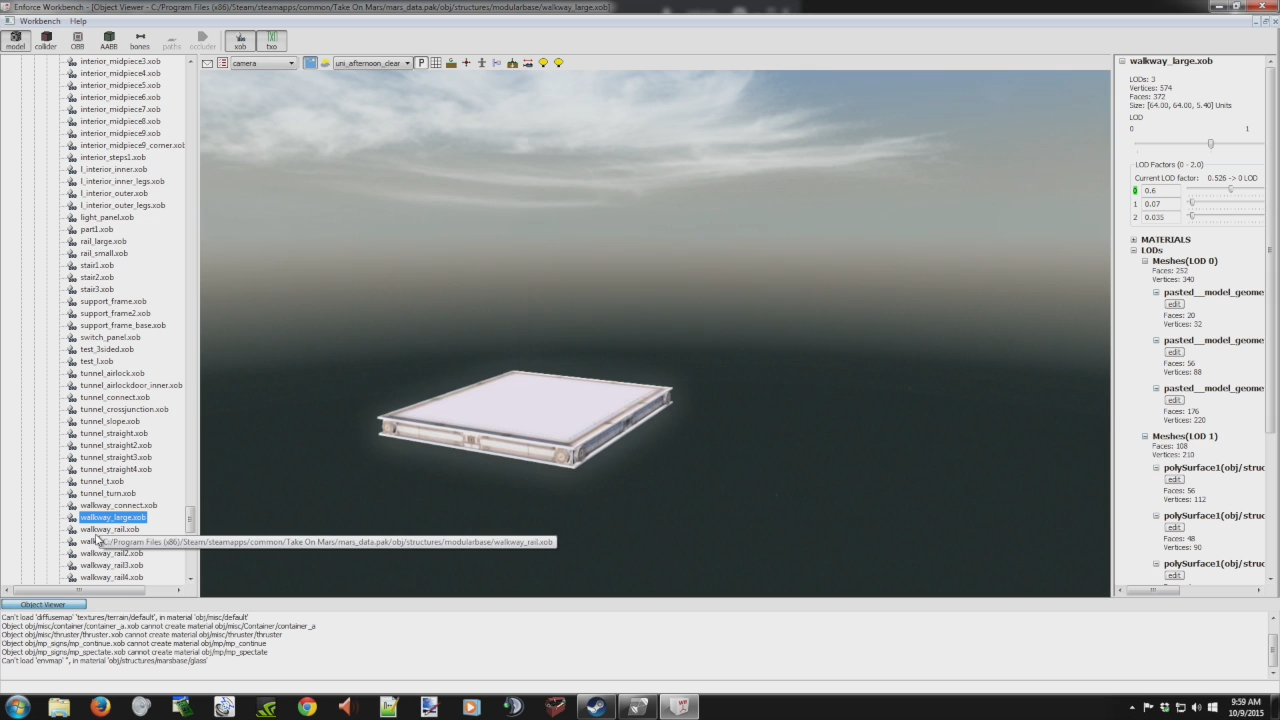 Enforce Workbench - [Object Viewer - C:/Program Files (x86)/Steam/steamapps/common/Take On Mars/mars_data.pak/obj/structures/modularbase/walkway_large.xob]
Workbench Help
model collider OBB AABB bones paths occluder xob txo
camera uni_afternoon_clear P
interior_midpiece3.xob
interior_midpiece4.xob
interior_midpiece5.xob
interior_midpiece6.xob
interior_midpiece7.xob
interior_midpiece8.xob
interior_midpiece9.xob
interior_midpiece9_corner.xob
interior_steps1.xob
l_interior_inner.xob
l_interior_inner_legs.xob
l_interior_outer.xob
l_interior_outer_legs.xob
light_panel.xob
part1.xob
rail_large.xob
rail_small.xob
stair1.xob
stair2.xob
stair3.xob
support_frame.xob
support_frame2.xob
support_frame_base.xob
switch_panel.xob
test_3sided.xob
test_l.xob
tunnel_airlock.xob
tunnel_airlockdoor_inner.xob
tunnel_connect.xob
tunnel_crossjunction.xob
tunnel_slope.xob
tunnel_straight.xob
tunnel_straight2.xob
tunnel_straight3.xob
tunnel_straight4.xob
tunnel_t.xob
tunnel_turn.xob
walkway_connect.xob
walkway_large.xob
walkway_rail.xob
C:/Program Files (x86)/Steam/steamapps/common/Take On Mars/mars_data.pak/obj/structures/modularbase/walkway_rail.xob
walkway_rail2.xob
walkway_rail3.xob
walkway_rail4.xob
walkway_large.xob
LODs: 3
Vertices: 574
Faces: 372
Size: [64.00, 64.00, 5.40] Units
LOD
0 1
LOD Factors (0 - 2.0)
Current LOD factor: 0.526 -> 0 LOD
0 0.6
1 0.07
2 0.035
MATERIALS
LODs
Meshes(LOD 0)
Faces: 252
Vertices: 340
pasted__model_geome
edit
Faces: 20
Vertices: 32
pasted__model_geome
edit
Faces: 56
Vertices: 88
pasted__model_geome
edit
Faces: 176
Vertices: 220
Meshes(LOD 1)
Faces: 108
Vertices: 210
polySurface1(obj/struc
edit
Faces: 56
Vertices: 112
polySurface1(obj/struc
edit
Faces: 48
Vertices: 90
polySurface1(obj/struc
edit
Object Viewer
Can't load 'diffusemap' 'textures/terrain/default', in material 'obj/misc/default'
Object obj/misc/container/container_a.xob cannot create material obj/misc/Container/container_a
Object obj/misc/thruster/thruster.xob cannot create material obj/misc/thruster/thruster
Object obj/mp_signs/mp_continue.xob cannot create material obj/mp/mp_continue
Object obj/mp_signs/mp_spectate.xob cannot create material obj/mp/mp_spectate
Can't load 'envmap' '', in material 'obj/structures/marsbase/glass'
9:59 AM
10/9/2015